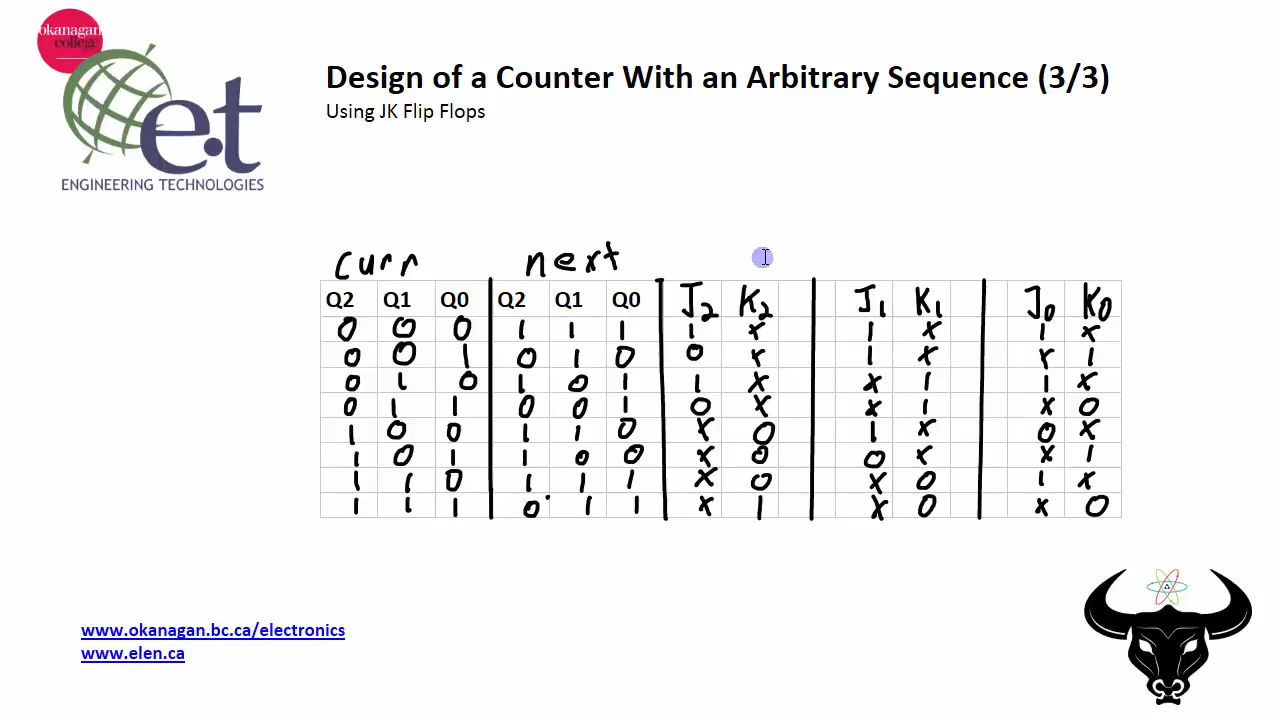 okanagan
college
e·t
ENGINEERING TECHNOLOGIES
Design of a Counter With an Arbitrary Sequence (3/3)
Using JK Flip Flops
curr next
Q2 Q1 Q0 Q2 Q1 Q0 J2 K2 J1 K1 J0 K0
0 0 0 1 1 1 1 x 1 x 1 x
0 0 1 0 1 0 0 x 1 x x 1
0 1 0 1 0 1 1 x x 1 1 x
0 1 1 0 0 1 0 x x 1 x 0
1 0 0 1 1 0 x 0 1 x 0 x
1 0 1 1 0 0 x 0 0 x x 1
1 1 0 1 1 1 x 0 x 0 1 x
1 1 1 0 1 1 x 1 x 0 x 0
www.okanagan.bc.ca/electronics
www.elen.ca